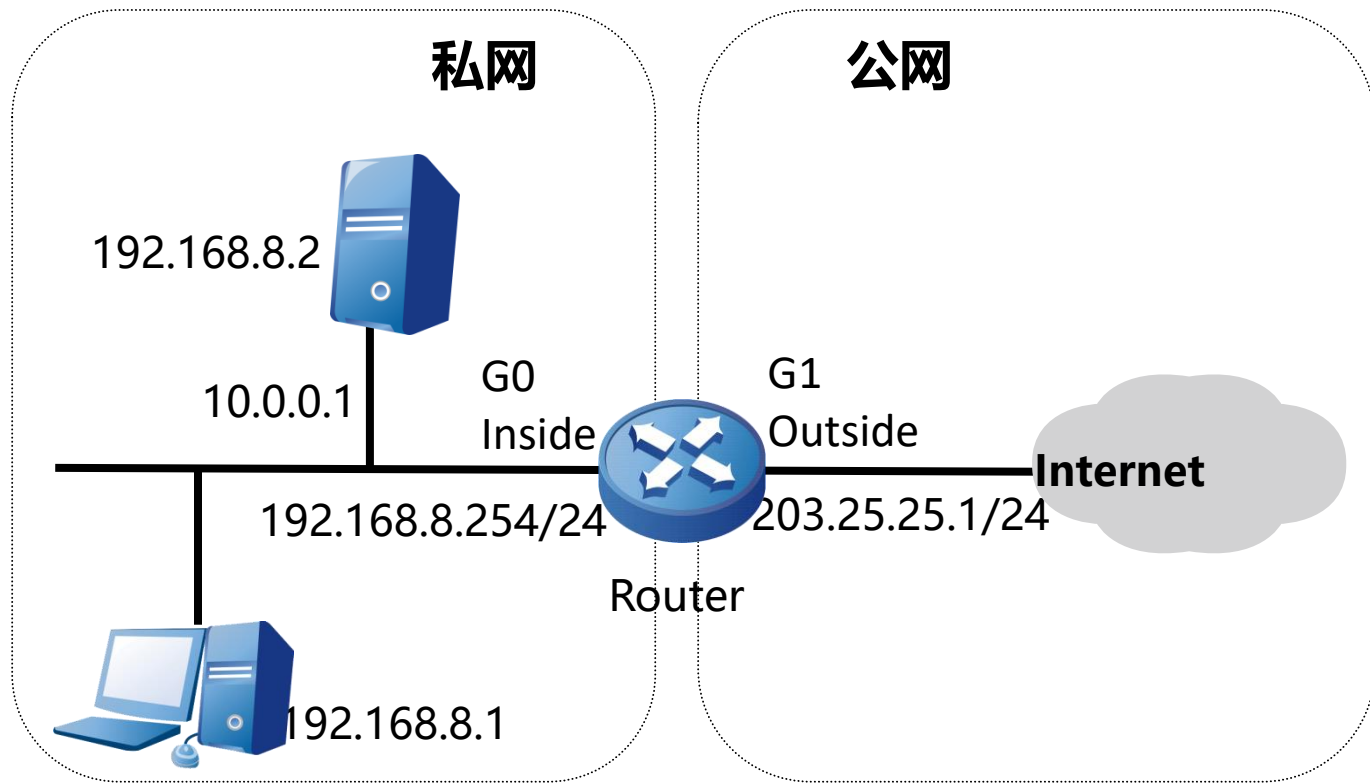 私网
公网
192.168.8.2
10.0.0.1
G0
Inside
G1
Outside
Internet
192.168.8.254/24
203.25.25.1/24
Router
192.168.8.1